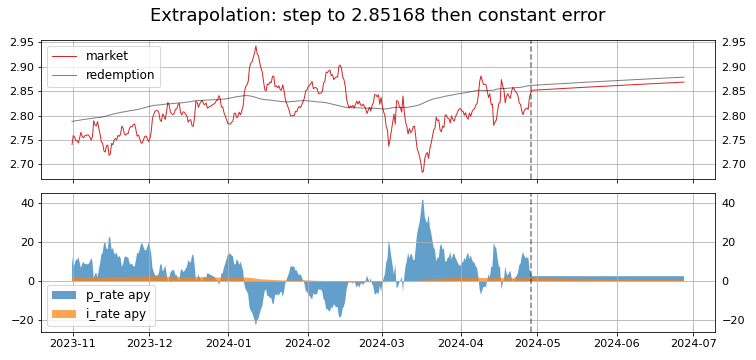 Extrapolation: step to 2.85168 then constant error
2.95 2.95
market
redemption
2.90 2.90
2.85 2.85
2.80 2.80
2.75 2.75
2.70 2.70
40 40
20 20
0 0
p_rate apy
i_rate apy
−20 −20
2023-11 2023-12 2024-01 2024-02 2024-03 2024-04 2024-05 2024-06 2024-07